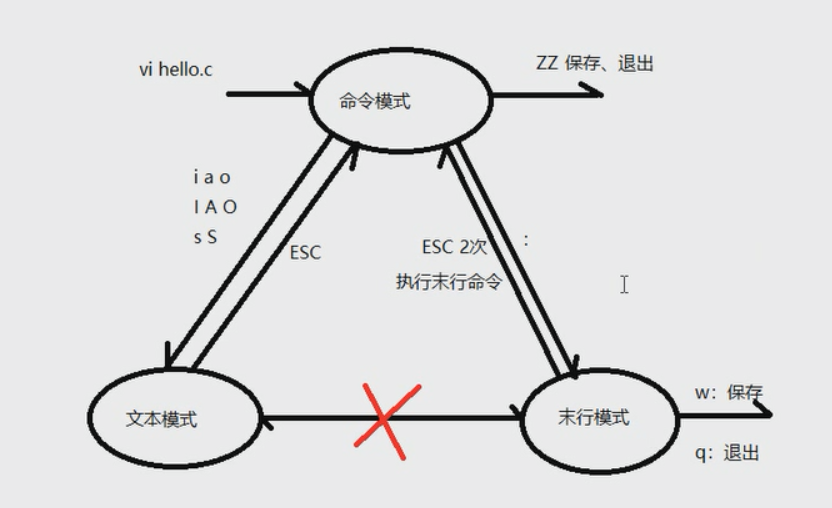 vi hello.c
命令模式
ZZ 保存、退出
i a o
I A O
s S
ESC
ESC 2次
执行末行命令
:
文本模式
末行模式
w：保存
q：退出